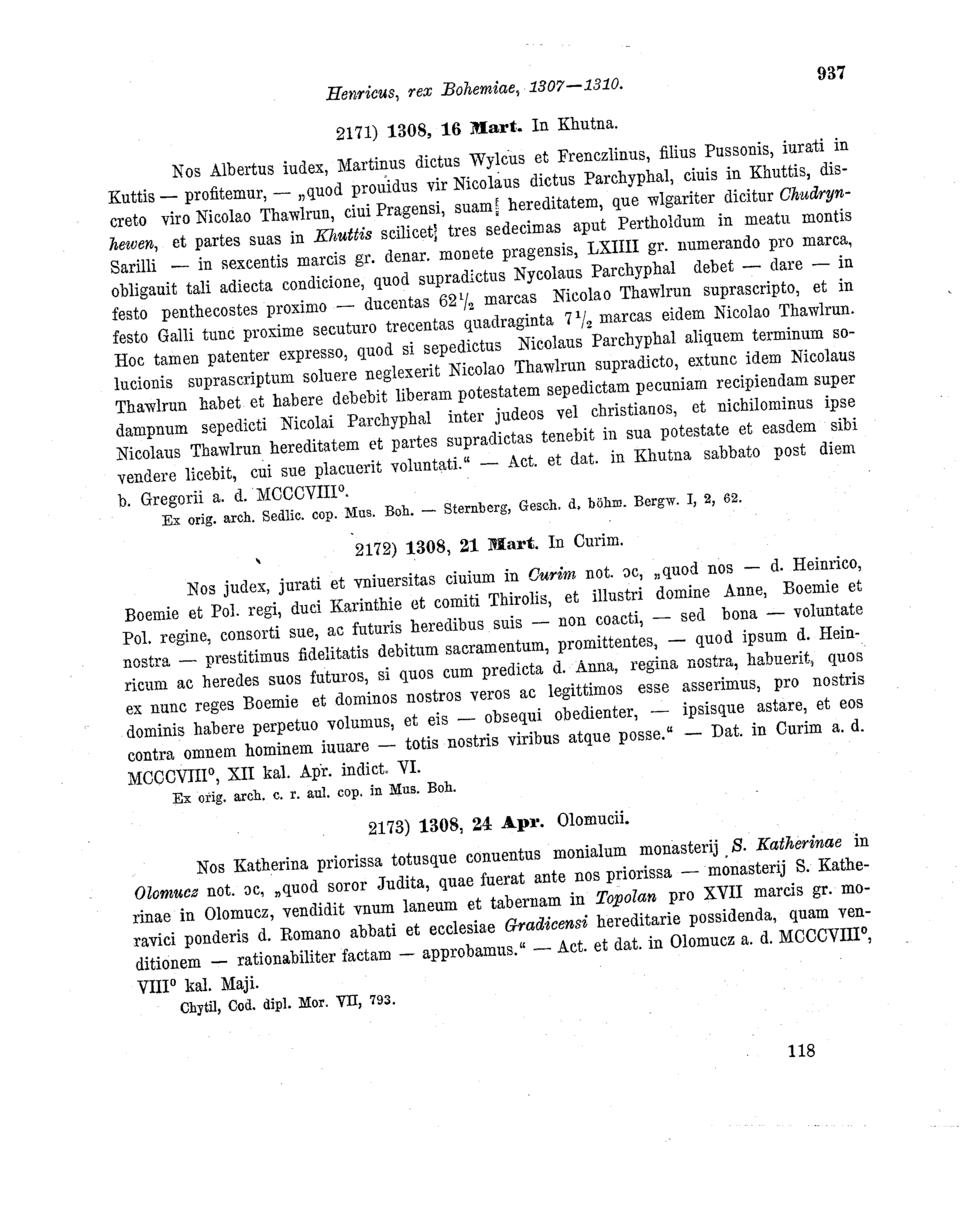 Henricus, rex Bohemiae, 1307—1310.
937
2171) 1308, 16 Mart. In Khutna.
Nos Albertus iudex, Martinus dictus Wylcus et Frenczlinus, filius Pussonis, iurati in
Kuttis — profitemur, — „quod prouidus vir Nicolaus dictus Parchyphal, ciuis in Khuttis, dis-
creto viro Nicolao Thawlrun, ciui Pragensi, suam hereditatem, que wlgariter dicitur Chudryn-
hewen, et partes suas in Khuttis scilicet tres sedecimas aput Pertholdum in meatu montis
Sarilli — in sexcentis marcis gr. denar. monete pragensis, LXIIII gr. numerando pro marca,
obligauit tali adiecta condicione, quod supradictus Nycolaus Parchyphal debet — dare — in
festo penthecostes proximo — ducentas 62 1/2 marcas Nicolao Thawlrun suprascripto, et in
festo Galli tunc proxime secuturo trecentas quadraginta 7 1/2 marcas eidem Nicolao Thawlrun.
Hoc tamen patenter expresso, quod si sepedictus Nicolaus Parchyphal aliquem terminum so-
lucionis suprascriptum soluere neglexerit Nicolao Thawlrun supradicto, extunc idem Nicolaus
Thawlrun habet et habere debebit liberam potestatem sepedictam pecuniam recipiendam super
dampnum sepedicti Nicolai Parchyphal inter judeos vel christianos, et nichilominus ipse
Nicolaus Thawlrun hereditatem et partes supradictas tenebit in sua potestate et easdem sibi
vendere licebit, cui sue placuerit voluntati.“ — Act. et dat. in Khutna sabbato post diem
b. Gregorii a. d. MCCCVIIIº.
Ex orig. arch. Sedlic. cop. Mus. Boh. — Sternberg, Gesch. d. böhm. Bergw. I, 2, 62.
2172) 1308, 21 Mart. In Curim.
Nos judex, jurati et vniuersitas ciuium in Curim not. ɔc, „quod nos — d. Heinrico,
Boemie et Pol. regi, duci Karinthie et comiti Thirolis, et illustri domine Anne, Boemie et
Pol. regine, consorti sue, ac futuris heredibus suis — non coacti, — sed bona — voluntate
nostra — prestitimus fidelitatis debitum sacramentum, promittentes, — quod ipsum d. Hein-
ricum ac heredes suos futuros, si quos cum predicta d. Anna, regina nostra, habuerit, quos
ex nunc reges Boemie et dominos nostros veros ac legittimos esse asserimus, pro nostris
dominis habere perpetuo volumus, et eis — obsequi obedienter, — ipsisque astare, et eos
contra omnem hominem iuuare — totis nostris viribus atque posse.“ — Dat. in Curim a. d.
MCCCVIIIº, XII kal. Apr. indict. VI.
Ex orig. arch. c. r. aul. cop. in Mus. Boh.
2173) 1308, 24 Apr. Olomucii.
Nos Katherina priorissa totusque conuentus monialum monasterij S. Katherinae in
Olomucz not. ɔc, „quod soror Judita, quae fuerat ante nos priorissa — monasterij S. Kathe-
rinae in Olomucz, vendidit vnum laneum et tabernam in Topolan pro XVII marcis gr. mo-
ravici ponderis d. Romano abbati et ecclesiae Gradicensi hereditarie possidenda, quam ven-
ditionem — rationabiliter factam — approbamus.“ — Act. et dat. in Olomucz a. d. MCCCVIIIº,
VIIIº kal. Maji.
Chytil, Cod. dipl. Mor. VII, 793.
118